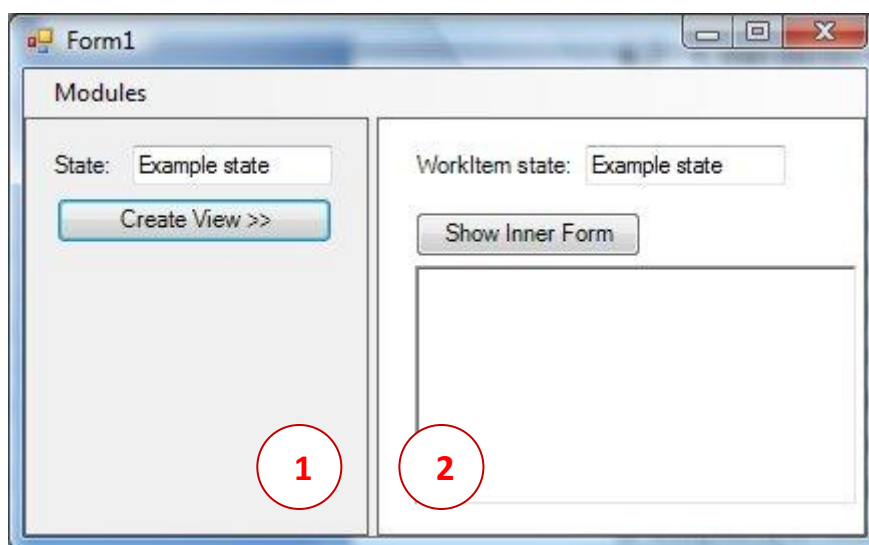 Form1
Modules
State: Example state
Create View >>
WorkItem state: Example state
Show Inner Form
1
2